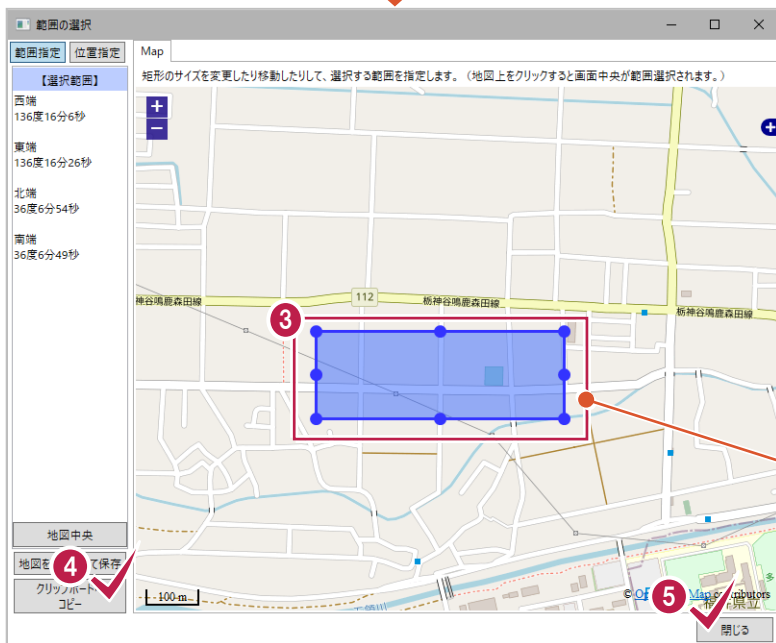 範囲の選択
範囲指定 位置指定
【選択範囲】
西端
136度16分6秒
東端
136度16分26秒
北端
36度6分54秒
南端
36度6分49秒
地図中央
地図を
て保存
クリップボード
コピー
Map
矩形のサイズを変更したり移動したりして、選択する範囲を指定します。（地図上をクリックすると画面中央が範囲選択されます。）
+
−
神谷鳴鹿森田線
112
栃神谷鳴鹿森田線
栃神谷鳴鹿森田線
3
4
5
100 m
Map
福井県立
閉じる